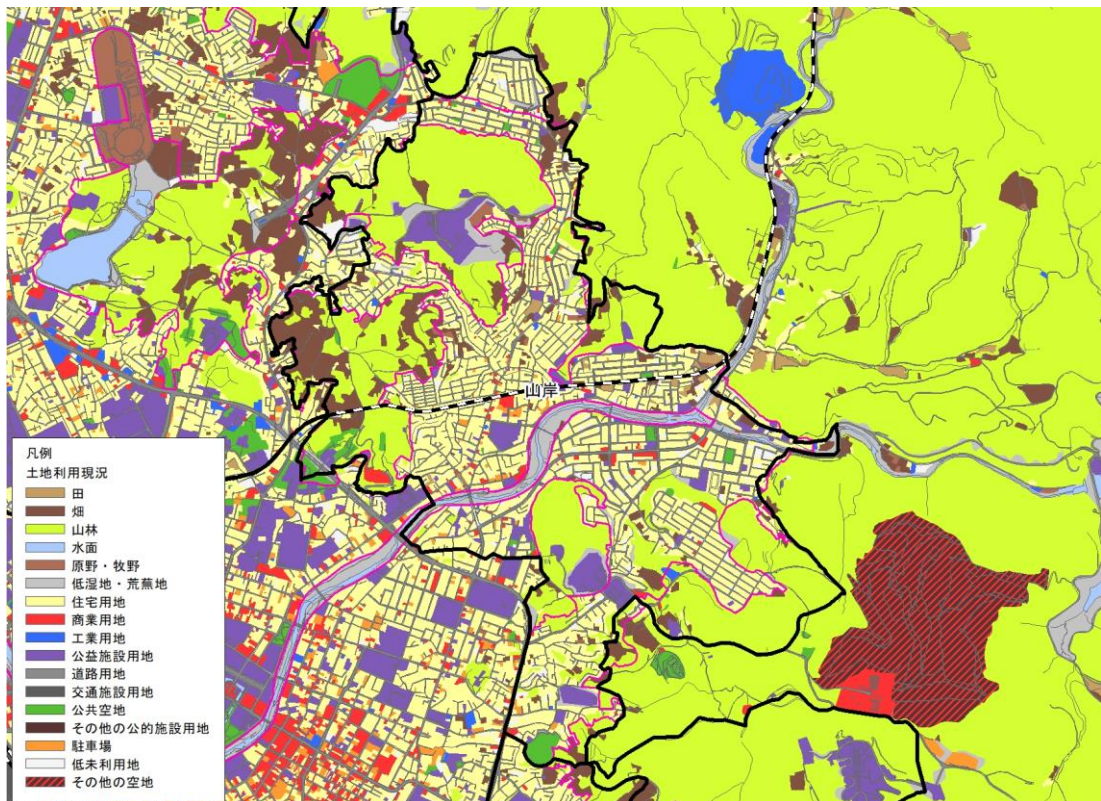 山岸
凡例
土地利用現況
田
畑
山林
水面
原野・牧野
低湿地・荒蕪地
住宅用地
商業用地
工業用地
公益施設用地
道路用地
交通施設用地
公共空地
その他の公的施設用地
駐車場
低未利用地
その他の空地